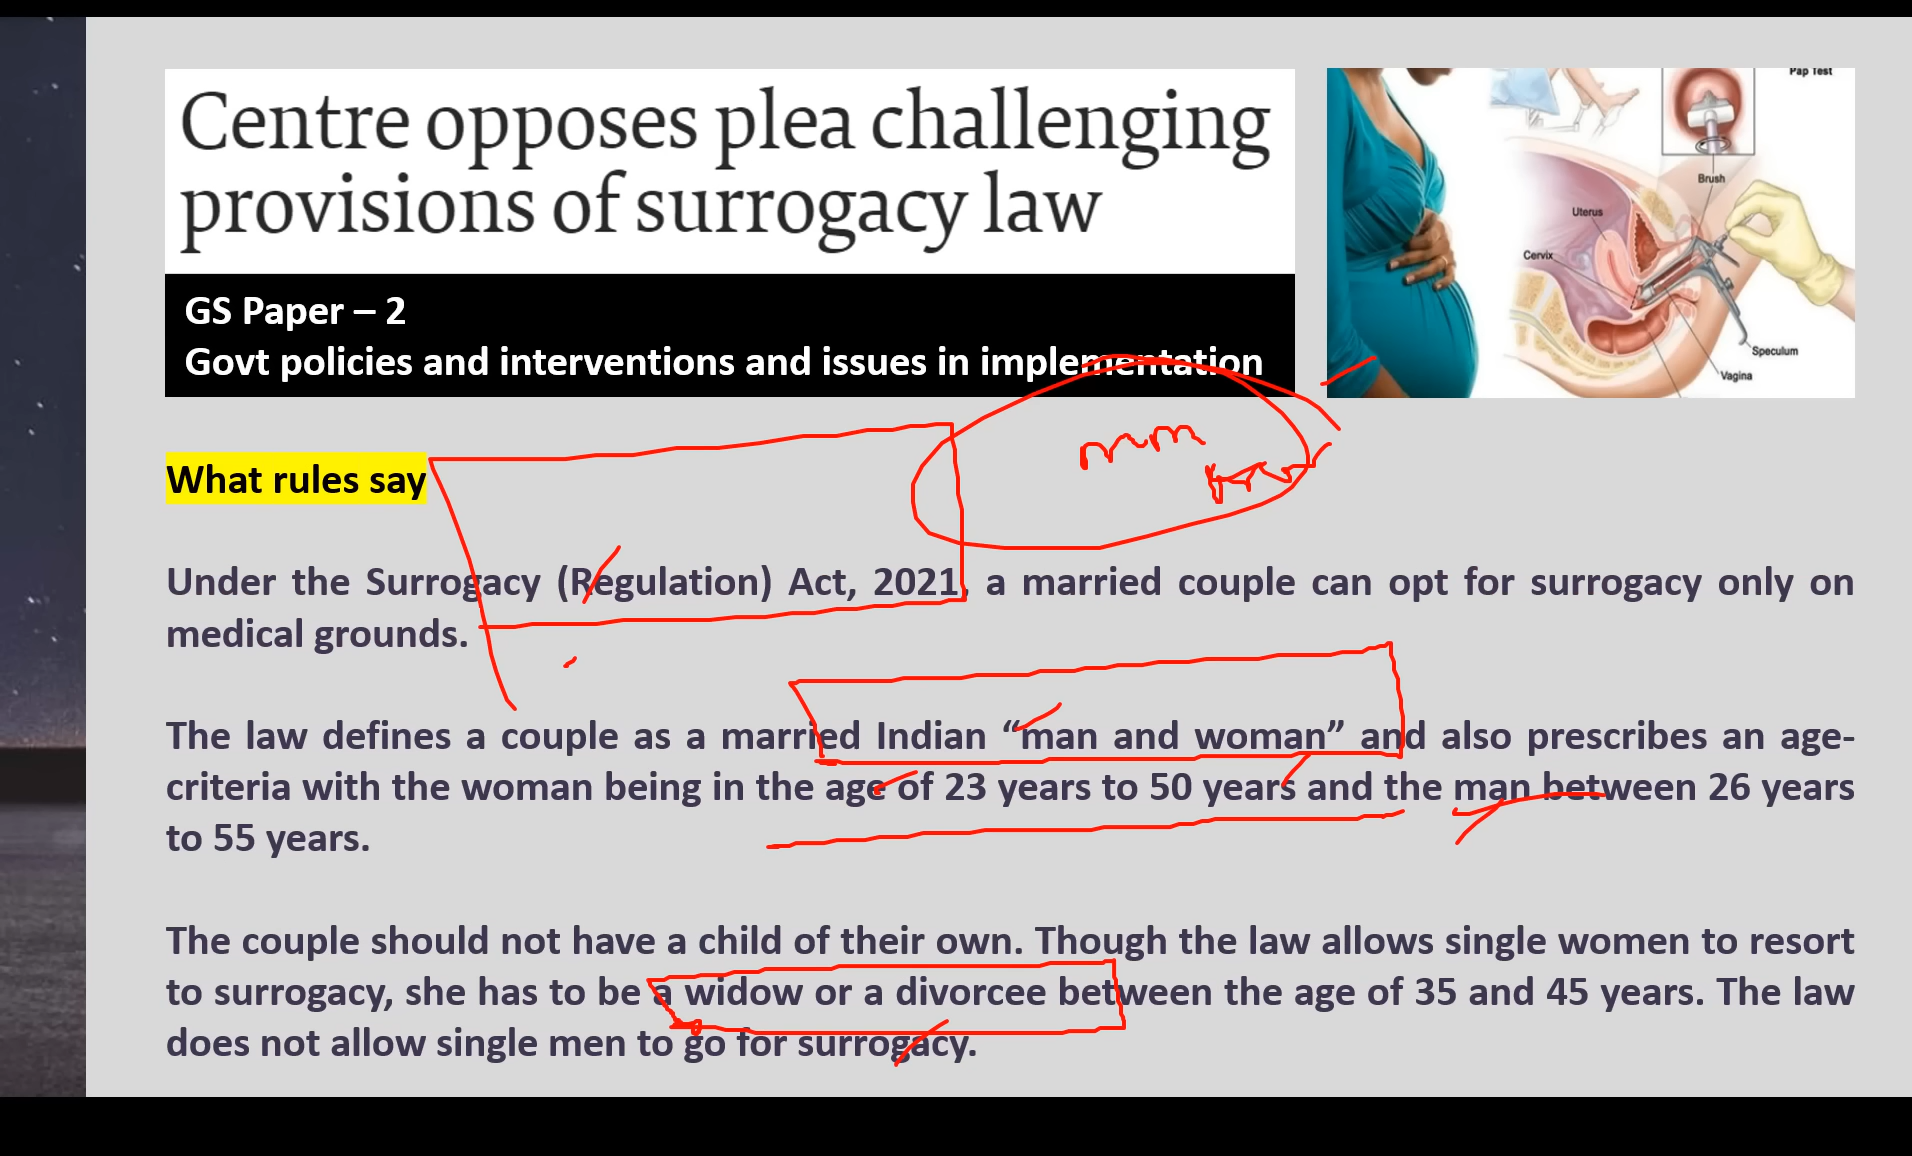 Centre opposes plea challenging
provisions of surrogacy law
GS Paper – 2
Govt policies and interventions and issues in implementation
Pap Test
Brush
Uterus
Cervix
Speculum
Vagina
What rules say
Under the Surrogacy (Regulation) Act, 2021, a married couple can opt for surrogacy only on
medical grounds.
The law defines a couple as a married Indian “man and woman” and also prescribes an age-
criteria with the woman being in the age of 23 years to 50 years and the man between 26 years
to 55 years.
The couple should not have a child of their own. Though the law allows single women to resort
to surrogacy, she has to be a widow or a divorcee between the age of 35 and 45 years. The law
does not allow single men to go for surrogacy.